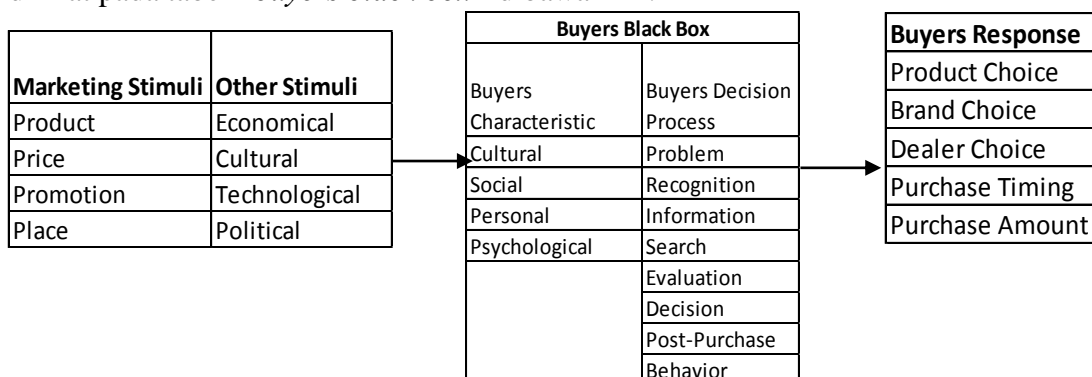 pada
Marketing Stimuli Other Stimuli
Product Economical
Price Cultural
Promotion Technological
Place Political
Buyers Black Box
Buyers Characteristic
Buyers Decision Process
Cultural Problem
Social Recognition
Personal Information
Psychological Search
Evaluation
Decision
Post-Purchase
Behavior
Buyers Response
Product Choice
Brand Choice
Dealer Choice
Purchase Timing
Purchase Amount